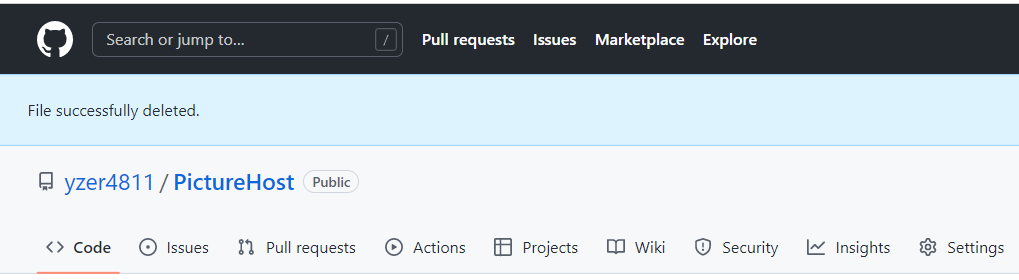 Search or jump to... / Pull requests Issues Marketplace Explore
File successfully deleted.
yzer4811 / PictureHost Public
Code Issues Pull requests Actions Projects Wiki Security Insights Settings